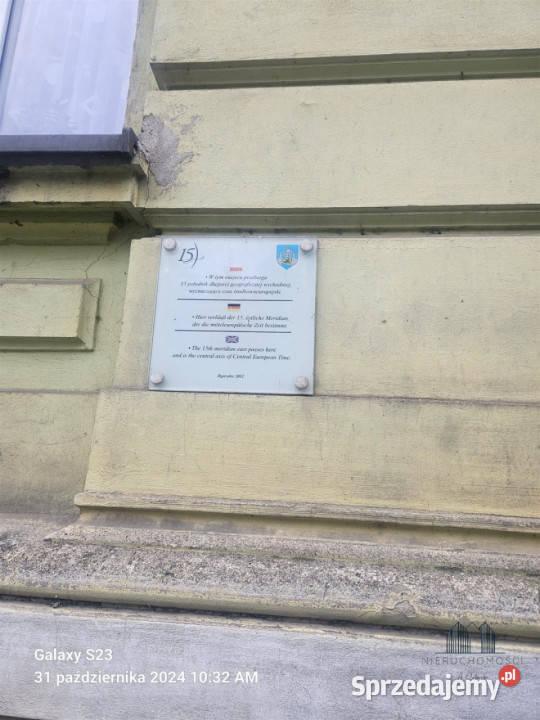 15)
• W tym miejscu przebiega
15 południk długości geograficznej wschodniej,
wyznaczający czas środkowoeuropejski.
• Hier verläuft der 15. östliche Meridian,
der die mitteleuropäische Zeit bestimmt.
• The 15th meridian east passes here
and is the central axis of Central European Time.
2002
Galaxy S23
31 października 2024 10:32 AM
NIERUCHOMOŚCI
Sprzedajemy.pl